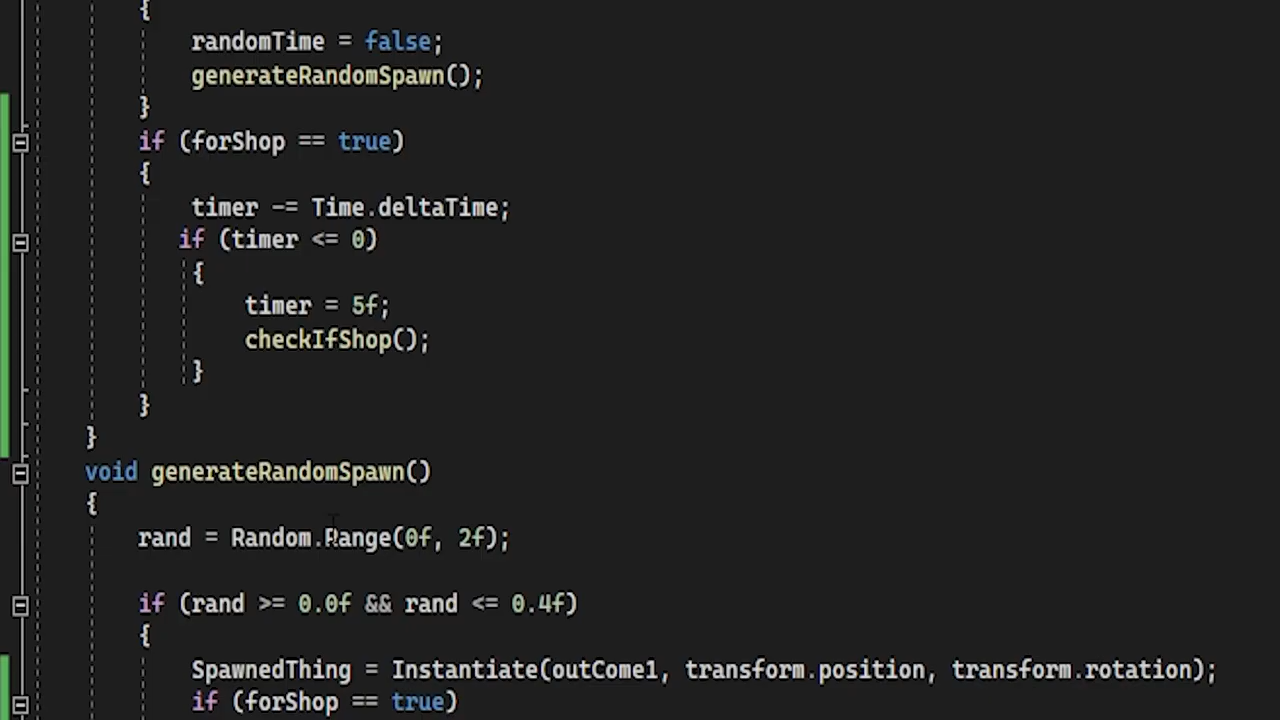 {
randomTime = false;
generateRandomSpawn();
}
if (forShop == true)
{
timer -= Time.deltaTime;
if (timer <= 0)
{
timer = 5f;
checkIfShop();
}
}
}
void generateRandomSpawn()
{
rand = Random.Range(0f, 2f);
if (rand >= 0.0f && rand <= 0.4f)
{
SpawnedThing = Instantiate(outCome1, transform.position, transform.rotation);
if (forShop == true)